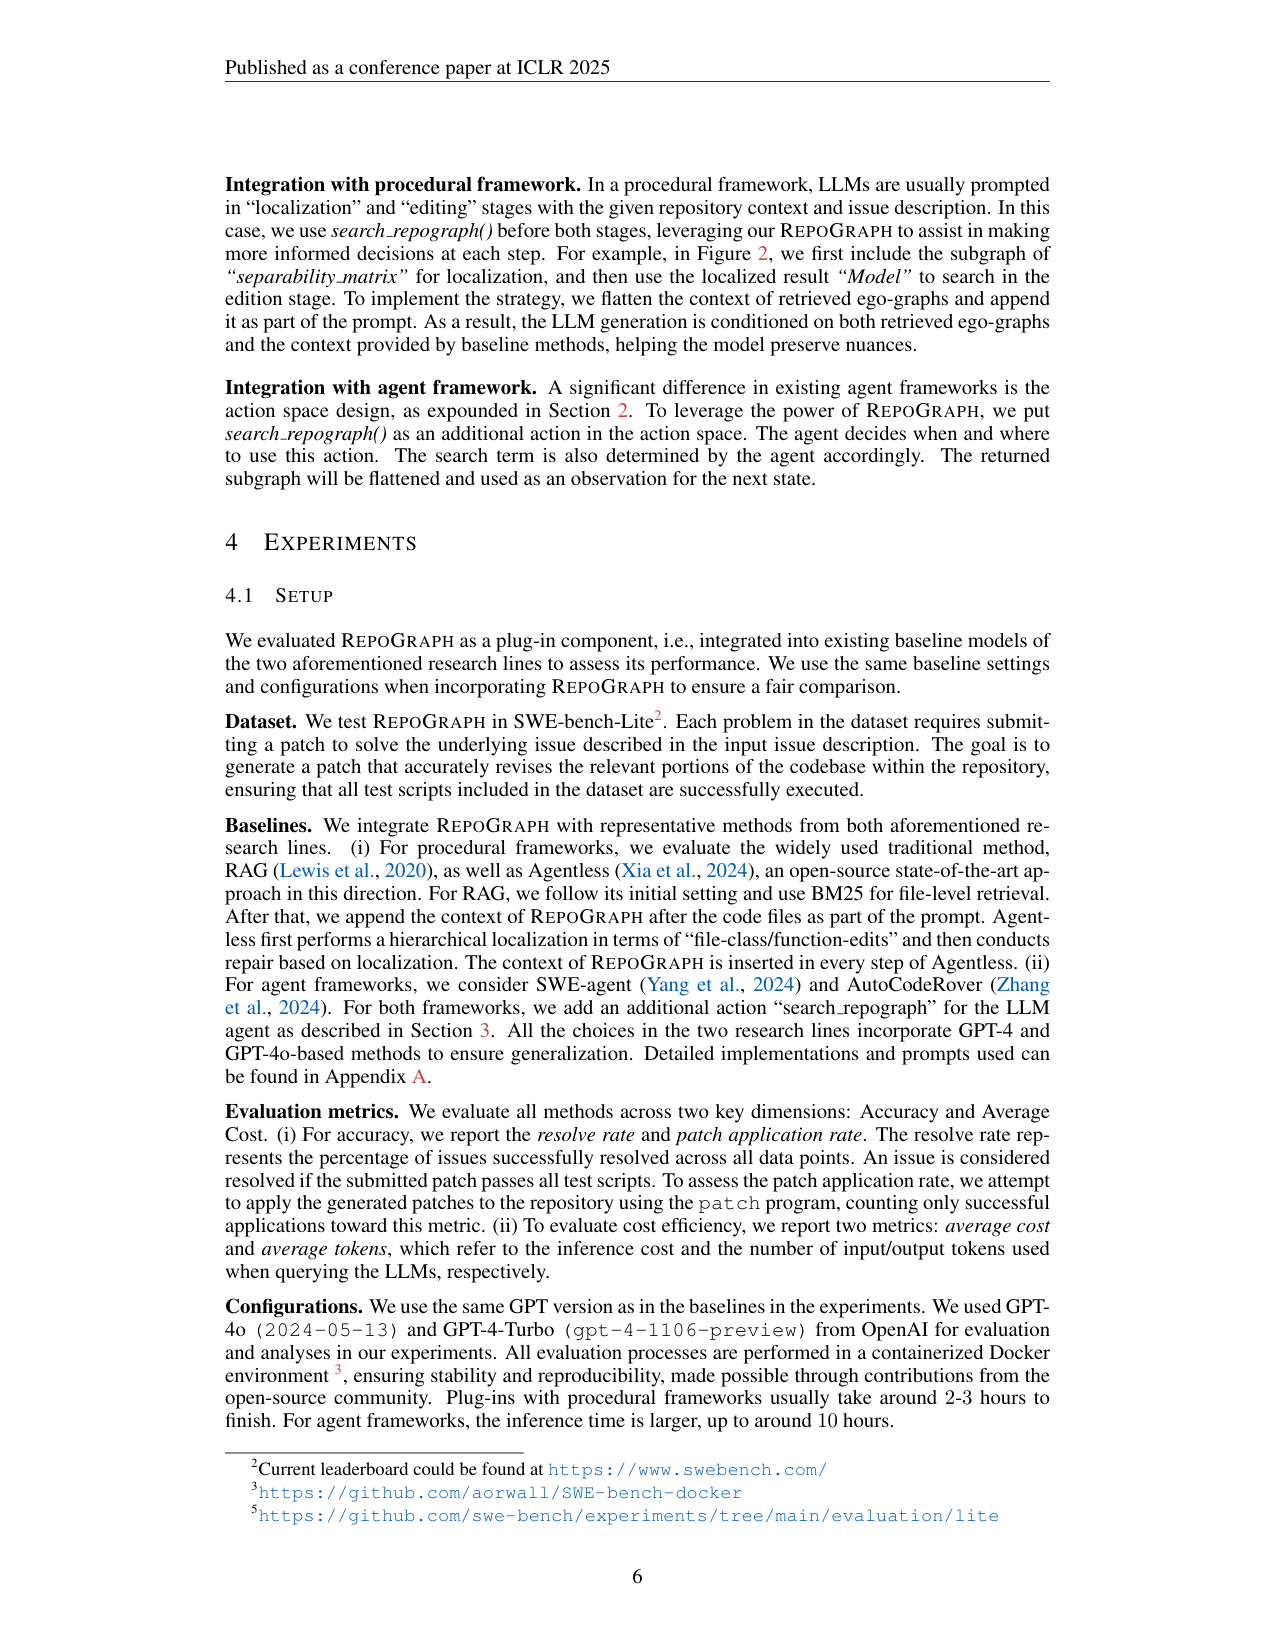 Published as a conference paper at ICLR 2025
Integration with procedural framework. In a procedural framework, LLMs are usually prompted
in “localization” and “editing” stages with the given repository context and issue description. In this
case, we use search_repograph() before both stages, leveraging our REPOGRAPH to assist in making
more informed decisions at each step. For example, in Figure 2, we first include the subgraph of
“separability_matrix” for localization, and then use the localized result “Model” to search in the
edition stage. To implement the strategy, we flatten the context of retrieved ego-graphs and append
it as part of the prompt. As a result, the LLM generation is conditioned on both retrieved ego-graphs
and the context provided by baseline methods, helping the model preserve nuances.
Integration with agent framework. A significant difference in existing agent frameworks is the
action space design, as expounded in Section 2. To leverage the power of REPOGRAPH, we put
search_repograph() as an additional action in the action space. The agent decides when and where
to use this action. The search term is also determined by the agent accordingly. The returned
subgraph will be flattened and used as an observation for the next state.
4 EXPERIMENTS
4.1 SETUP
We evaluated REPOGRAPH as a plug-in component, i.e., integrated into existing baseline models of
the two aforementioned research lines to assess its performance. We use the same baseline settings
and configurations when incorporating REPOGRAPH to ensure a fair comparison.
Dataset. We test REPOGRAPH in SWE-bench-Lite2. Each problem in the dataset requires submit-
ting a patch to solve the underlying issue described in the input issue description. The goal is to
generate a patch that accurately revises the relevant portions of the codebase within the repository,
ensuring that all test scripts included in the dataset are successfully executed.
Baselines. We integrate REPOGRAPH with representative methods from both aforementioned re-
search lines. (i) For procedural frameworks, we evaluate the widely used traditional method,
RAG (Lewis et al., 2020), as well as Agentless (Xia et al., 2024), an open-source state-of-the-art ap-
proach in this direction. For RAG, we follow its initial setting and use BM25 for file-level retrieval.
After that, we append the context of REPOGRAPH after the code files as part of the prompt. Agent-
less first performs a hierarchical localization in terms of “file-class/function-edits” and then conducts
repair based on localization. The context of REPOGRAPH is inserted in every step of Agentless. (ii)
For agent frameworks, we consider SWE-agent (Yang et al., 2024) and AutoCodeRover (Zhang
et al., 2024). For both frameworks, we add an additional action “search_repograph” for the LLM
agent as described in Section 3. All the choices in the two research lines incorporate GPT-4 and
GPT-4o-based methods to ensure generalization. Detailed implementations and prompts used can
be found in Appendix A.
Evaluation metrics. We evaluate all methods across two key dimensions: Accuracy and Average
Cost. (i) For accuracy, we report the resolve rate and patch application rate. The resolve rate rep-
resents the percentage of issues successfully resolved across all data points. An issue is considered
resolved if the submitted patch passes all test scripts. To assess the patch application rate, we attempt
to apply the generated patches to the repository using the patch program, counting only successful
applications toward this metric. (ii) To evaluate cost efficiency, we report two metrics: average cost
and average tokens, which refer to the inference cost and the number of input/output tokens used
when querying the LLMs, respectively.
Configurations. We use the same GPT version as in the baselines in the experiments. We used GPT-
4o (2024-05-13) and GPT-4-Turbo (gpt-4-1106-preview) from OpenAI for evaluation
and analyses in our experiments. All evaluation processes are performed in a containerized Docker
environment 3, ensuring stability and reproducibility, made possible through contributions from the
open-source community. Plug-ins with procedural frameworks usually take around 2-3 hours to
finish. For agent frameworks, the inference time is larger, up to around 10 hours.
2Current leaderboard could be found at https://www.swebench.com/
3https://github.com/aorwall/SWE-bench-docker
5https://github.com/swe-bench/experiments/tree/main/evaluation/lite
6